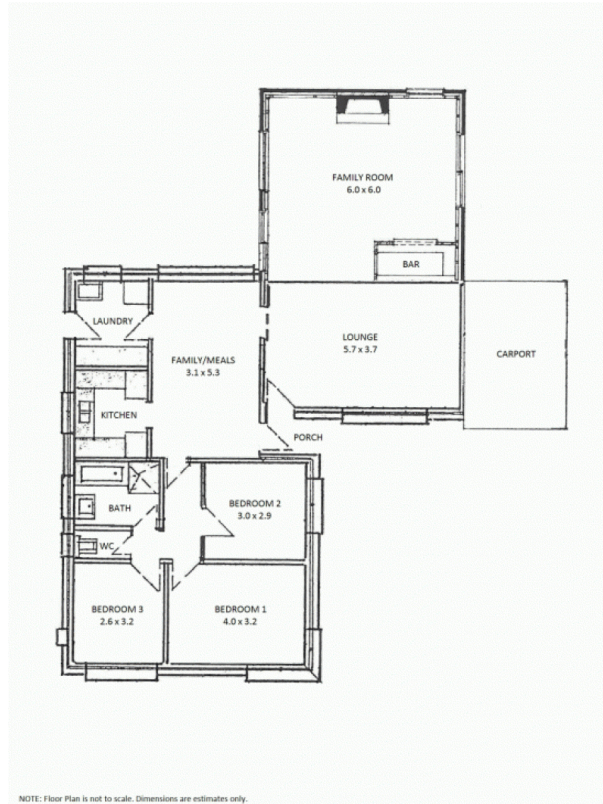 FAMILY ROOM
6.0 x 6.0
BAR
LAUNDRY
LOUNGE
5.7 x 3.7
CARPORT
FAMILY/MEALS
3.1 x 5.3
KITCHEN
PORCH
BEDROOM 2
3.0 x 2.9
BATH
WC
BEDROOM 3
2.6 x 3.2
BEDROOM 1
4.0 x 3.2
NOTE: Floor Plan is not to scale. Dimensions are estimates only.